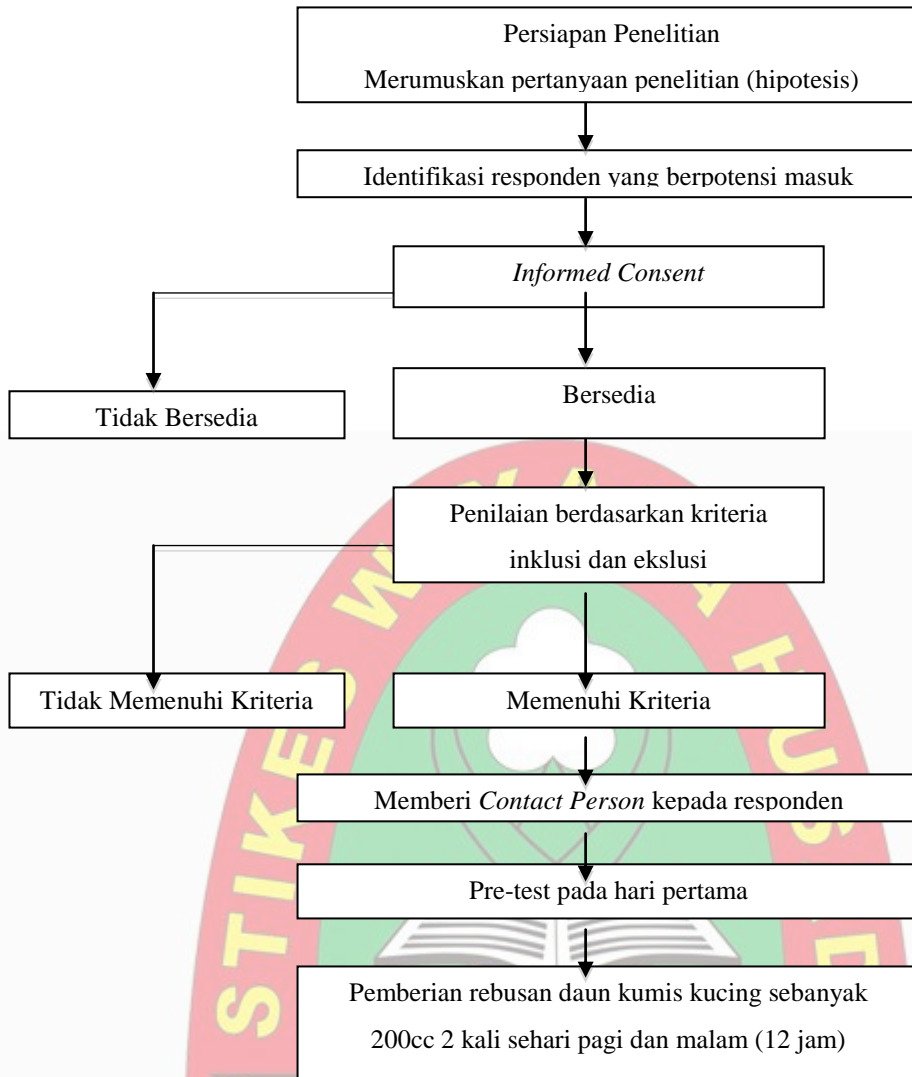 Persiapan Penelitian
Merumuskan pertanyaan penelitian (hipotesis)
Identifikasi responden yang berpotensi masuk
Informed Consent
Tidak Bersedia
Bersedia
Penilaian berdasarkan kriteria
inklusi dan ekslusi
Tidak Memenuhi Kriteria
Memenuhi Kriteria
Memberi Contact Person kepada responden
Pre-test pada hari pertama
Pemberian rebusan daun kumis kucing sebanyak
200cc 2 kali sehari pagi dan malam (12 jam)
STIKES